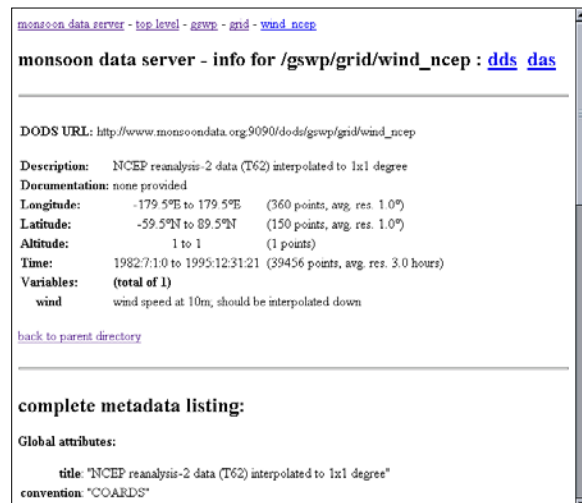 monsoon data server - top level - gswp - grid - wind_ncep
monsoon data server - info for /gswp/grid/wind_ncep : dds das
DODS URL: http://www.monsoondata.org:9090/dods/gswp/grid/wind_ncep
Description: NCEP reanalysis-2 data (T62) interpolated to 1x1 degree
Documentation: none provided
Longitude: -179.5ºE to 179.5ºE (360 points, avg. res. 1.0º)
Latitude: -59.5ºN to 89.5ºN (150 points, avg. res. 1.0º)
Altitude: 1 to 1 (1 points)
Time: 1982:7:1:0 to 1995:12:31:21 (39456 points, avg. res. 3.0 hours)
Variables: (total of 1)
wind wind speed at 10m; should be interpolated down
back to parent directory
complete metadata listing:
Global attributes:
title: "NCEP reanalysis-2 data (T62) interpolated to 1x1 degree"
convention: "COARDS"